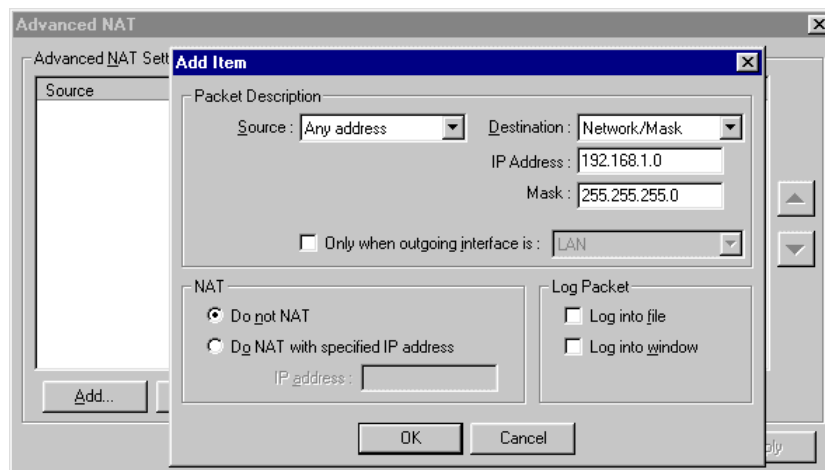 Advanced NAT
Advanced NAT Sett
Source
Add Item
Packet Description
Source : Any address
Destination : Network/Mask
IP Address : 192.168.1.0
Mask : 255.255.255.0
Only when outgoing interface is : LAN
NAT
Do not NAT
Do NAT with specified IP address
IP address :
Log Packet
Log into file
Log into window
OK
Cancel
Add...
ply